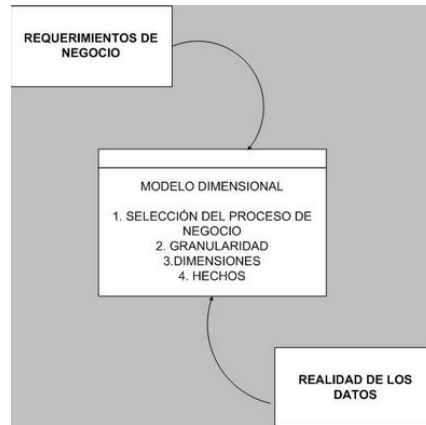 REQUERIMIENTOS DE
NEGOCIO
MODELO DIMENSIONAL
1. SELECCIÓN DEL PROCESO DE
NEGOCIO
2. GRANULARIDAD
3.DIMENSIONES
4. HECHOS
REALIDAD DE LOS
DATOS